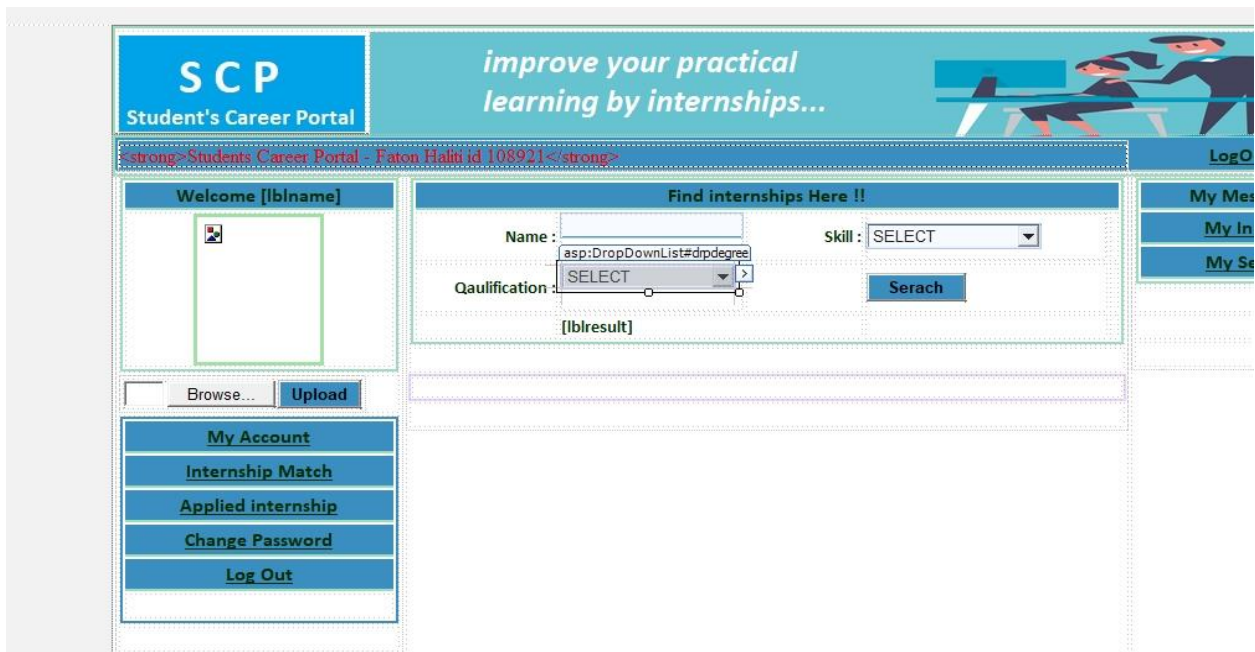 S C P
Student's Career Portal
improve your practical
learning by internships...
<strong>Students Career Portal - Faton Haliti id 108921</strong>
LogO
Welcome [lblname]
Find internships Here !!
My Mes
Name :
Skill :
SELECT
My In
asp:DropDownList#drpdegree
Qaulification :
SELECT
>
Serach
My Se
[lblresult]
Browse...
Upload
My Account
Internship Match
Applied internship
Change Password
Log Out